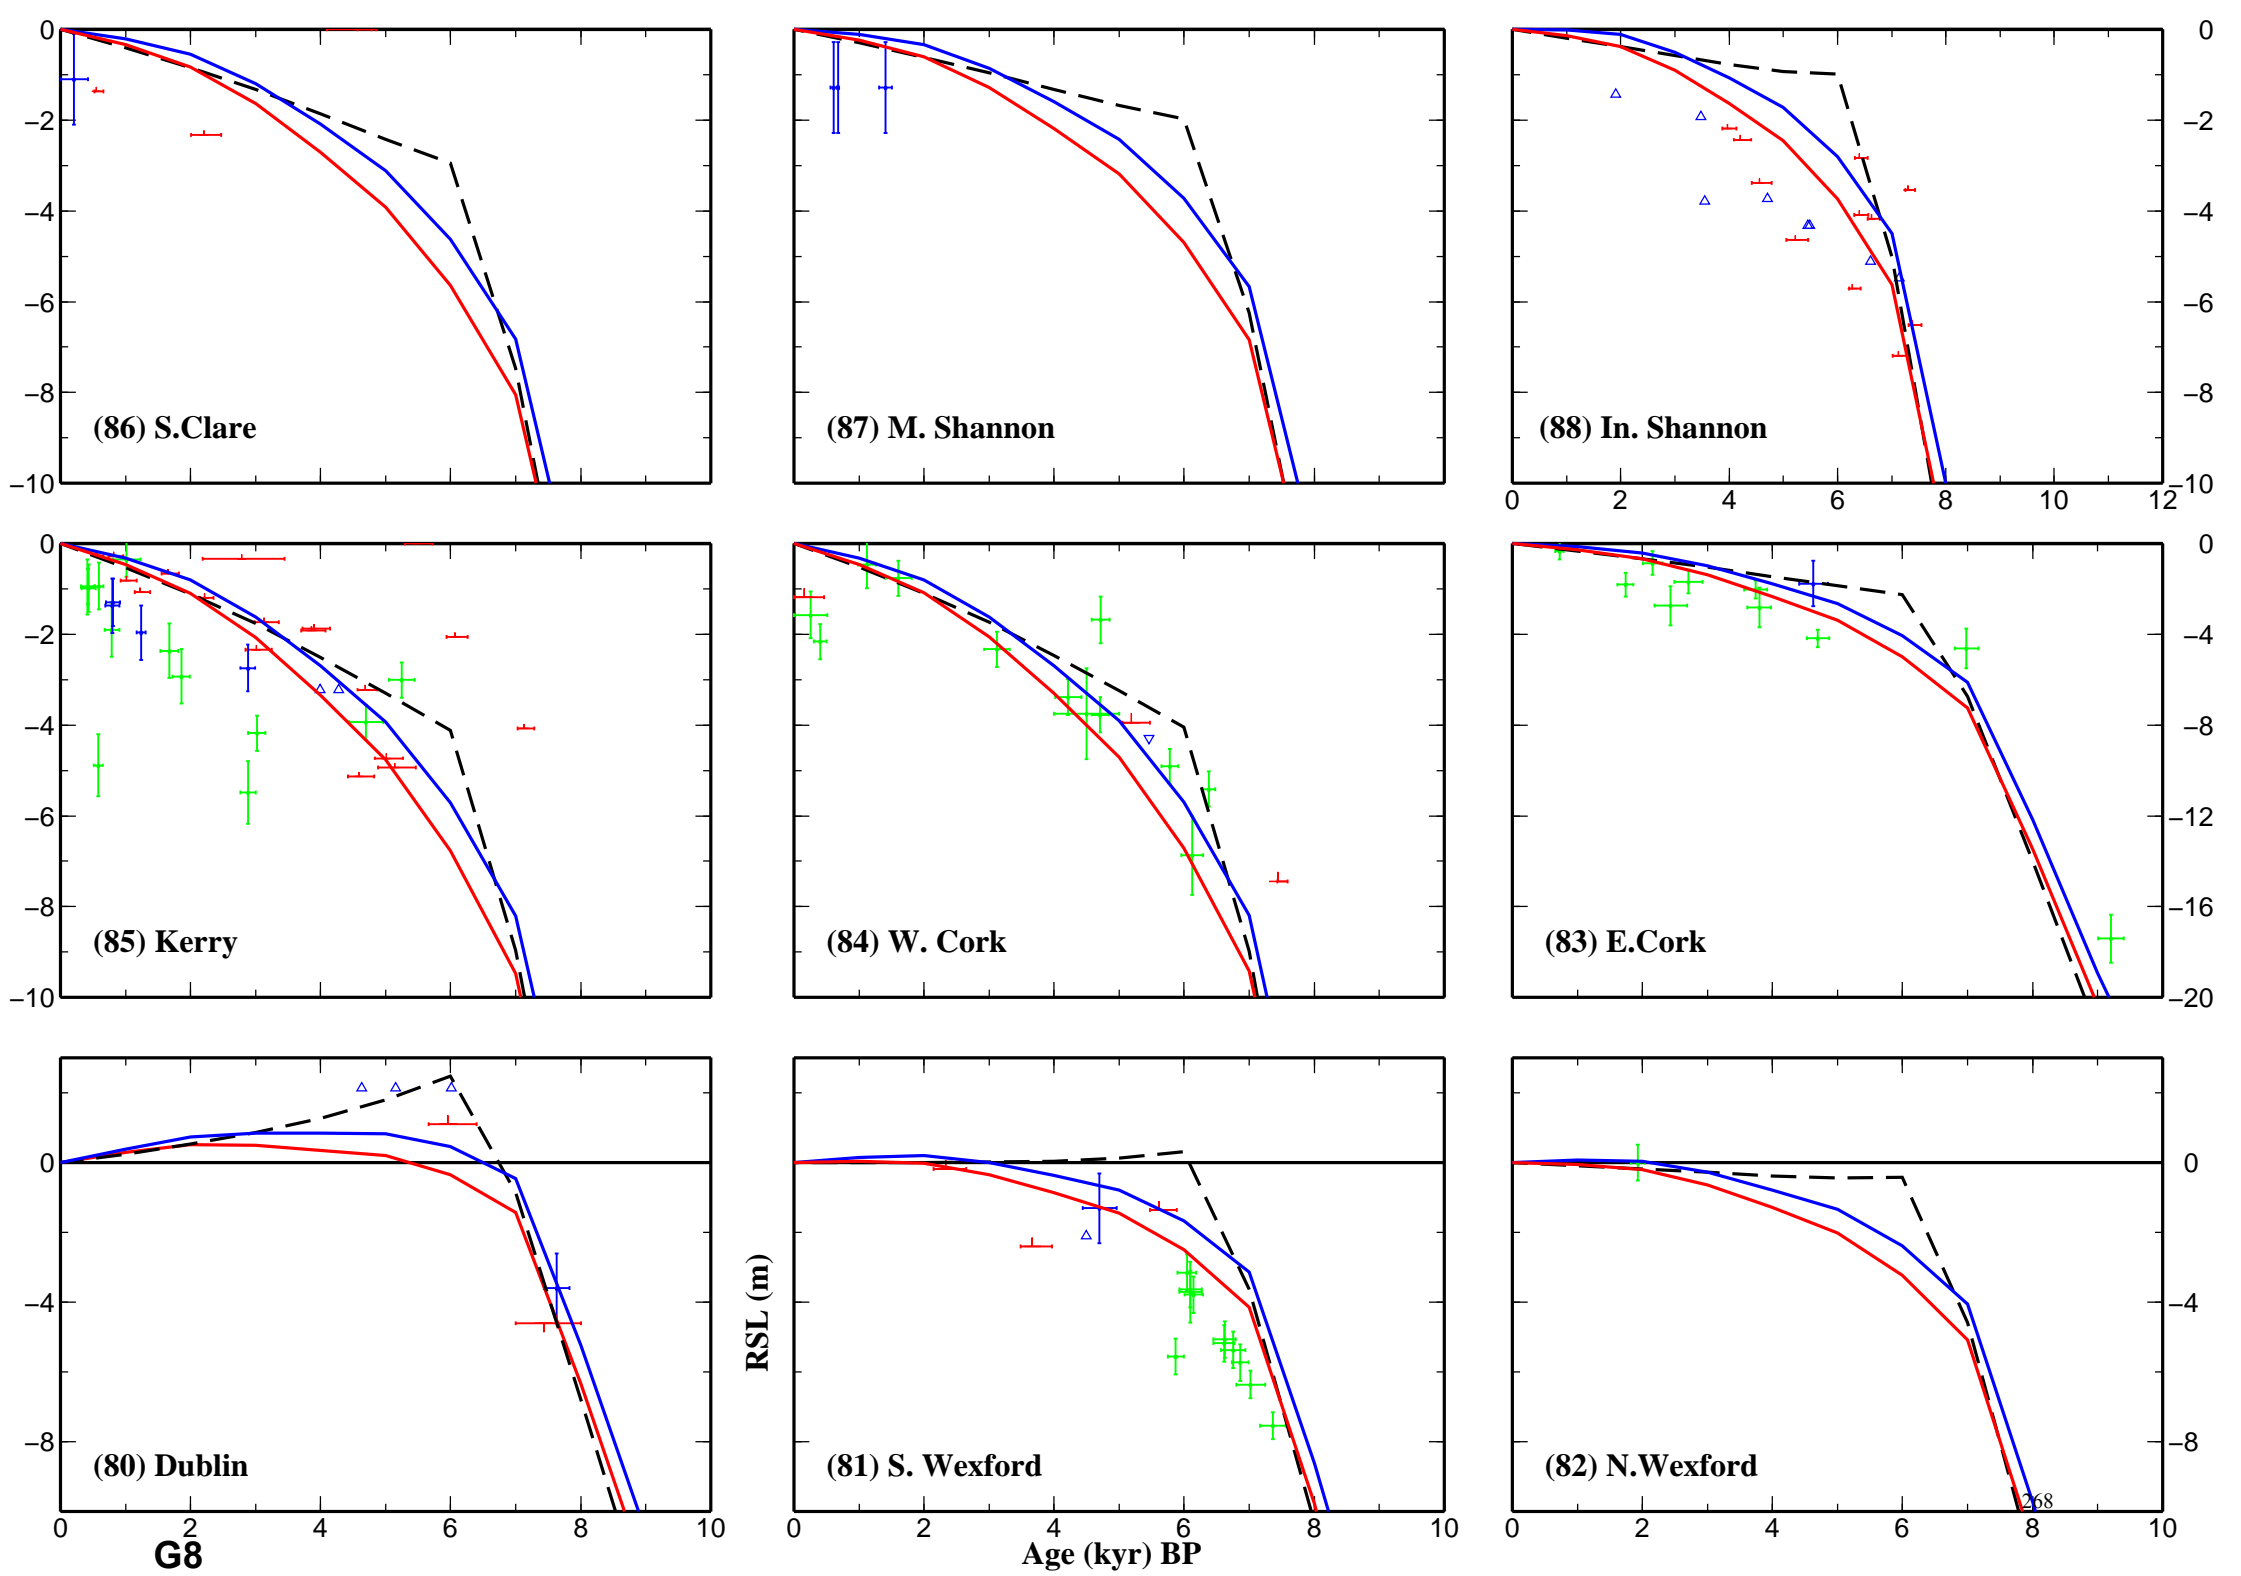 0
−2
−4
−6
−8
−10
(86) S.Clare
(87) M. Shannon
(88) In. Shannon
0
−2
−4
−6
−8
−10
0 2 4 6 8 10 12
0
−2
−4
−6
−8
−10
(85) Kerry
(84) W. Cork
(83) E.Cork
0
−4
−8
−12
−16
−20
0
−4
−8
(80) Dublin
0 2 4 6 8 10
G8
RSL (m)
(81) S. Wexford
0 2 4 6 8 10
Age (kyr) BP
(82) N.Wexford
0
−4
−8
268
0 2 4 6 8 10